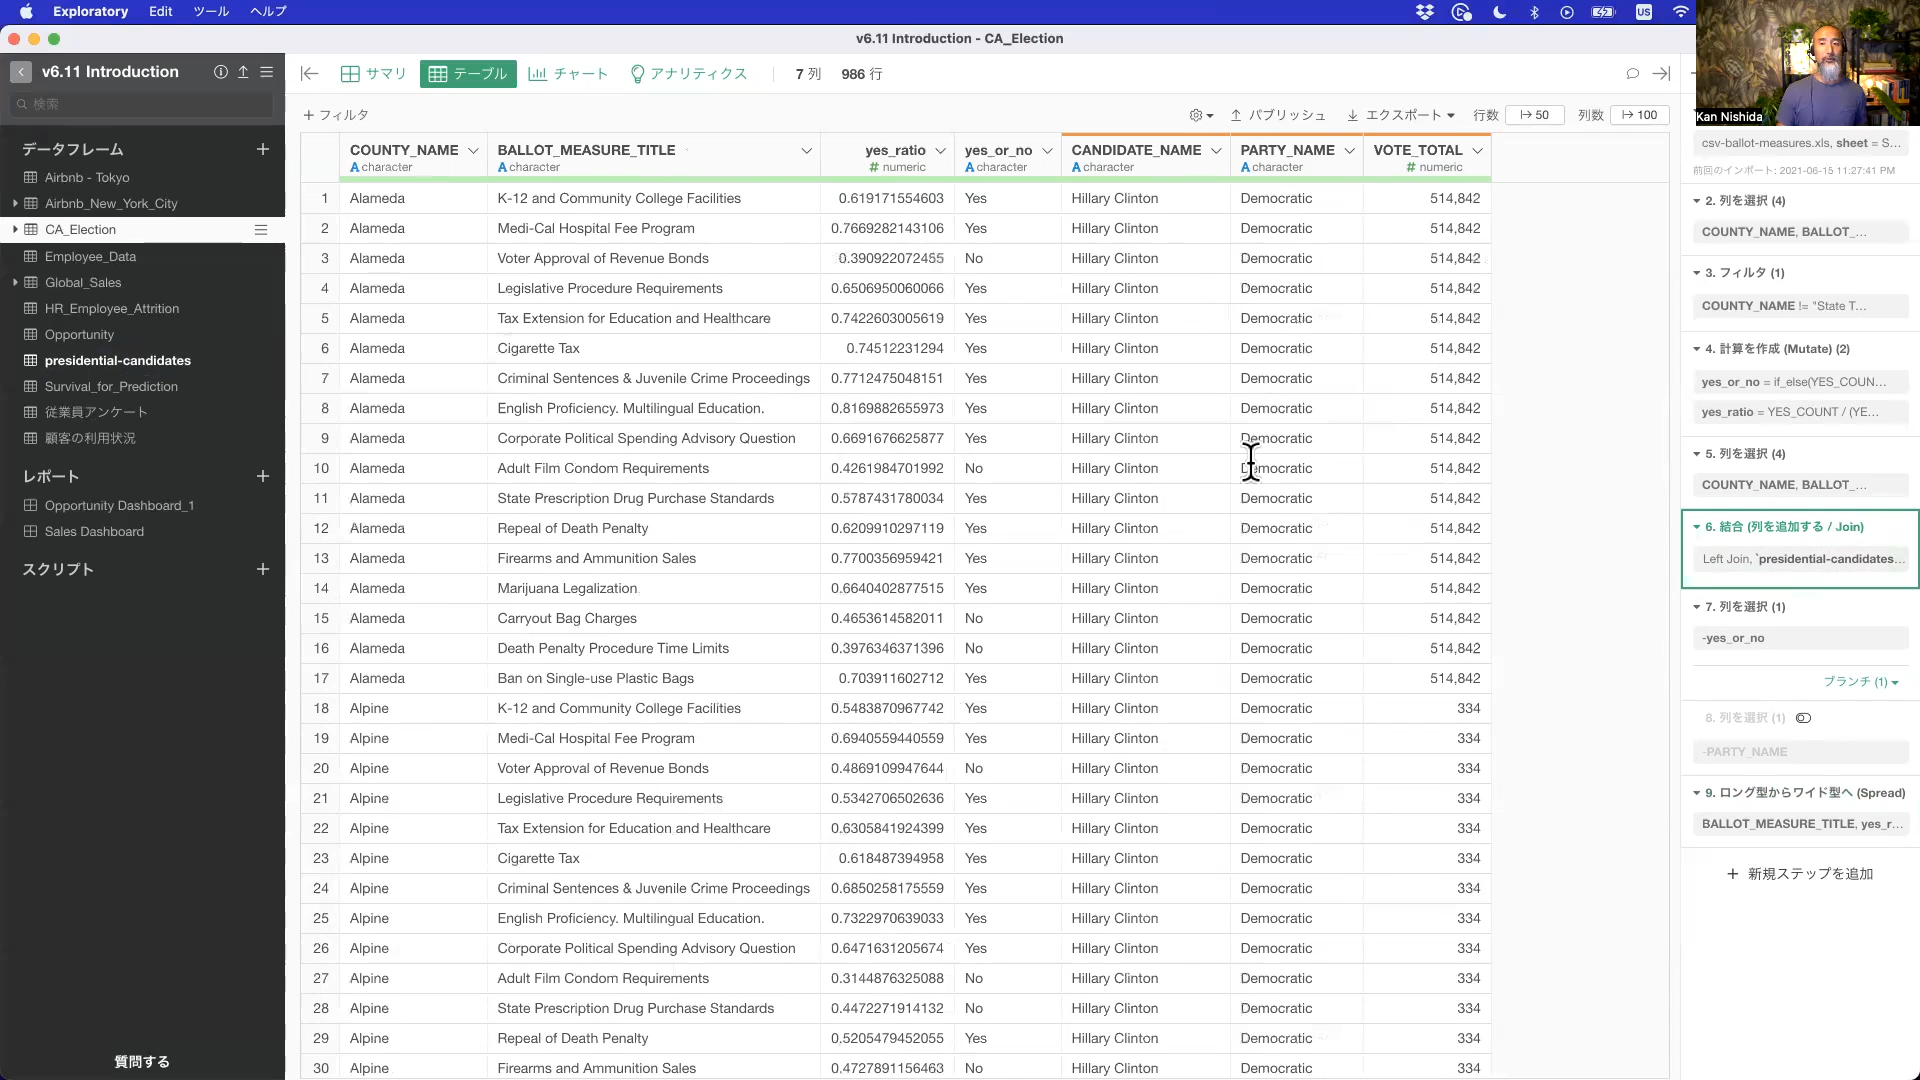 Exploratory Edit ツール ヘルプ US
v6.11 Introduction - CA_Election
v6.11 Introduction
検索
データフレーム
Airbnb - Tokyo
Airbnb_New_York_City
CA_Election
Employee_Data
Global_Sales
HR_Employee_Attrition
Opportunity
presidential-candidates
Survival_for_Prediction
従業員アンケート
顧客の利用状況
レポート
Opportunity Dashboard_1
Sales Dashboard
スクリプト
質問する
サマリ テーブル チャート アナリティクス 7 列 986 行
+ フィルタ パブリッシュ エクスポート 行数 50 列数 100
COUNTY_NAME BALLOT_MEASURE_TITLE yes_ratio yes_or_no CANDIDATE_NAME PARTY_NAME VOTE_TOTAL
A character A character # numeric A character A character A character # numeric
1 Alameda K-12 and Community College Facilities 0.619171554603 Yes Hillary Clinton Democratic 514,842
2 Alameda Medi-Cal Hospital Fee Program 0.7669282143106 Yes Hillary Clinton Democratic 514,842
3 Alameda Voter Approval of Revenue Bonds 0.390922072455 No Hillary Clinton Democratic 514,842
4 Alameda Legislative Procedure Requirements 0.6506950060066 Yes Hillary Clinton Democratic 514,842
5 Alameda Tax Extension for Education and Healthcare 0.7422603005619 Yes Hillary Clinton Democratic 514,842
6 Alameda Cigarette Tax 0.74512231294 Yes Hillary Clinton Democratic 514,842
7 Alameda Criminal Sentences & Juvenile Crime Proceedings 0.7712475048151 Yes Hillary Clinton Democratic 514,842
8 Alameda English Proficiency. Multilingual Education. 0.8169882655973 Yes Hillary Clinton Democratic 514,842
9 Alameda Corporate Political Spending Advisory Question 0.6691676625877 Yes Hillary Clinton Democratic 514,842
10 Alameda Adult Film Condom Requirements 0.4261984701992 No Hillary Clinton Democratic 514,842
11 Alameda State Prescription Drug Purchase Standards 0.5787431780034 Yes Hillary Clinton Democratic 514,842
12 Alameda Repeal of Death Penalty 0.6209910297119 Yes Hillary Clinton Democratic 514,842
13 Alameda Firearms and Ammunition Sales 0.7700356959421 Yes Hillary Clinton Democratic 514,842
14 Alameda Marijuana Legalization 0.6640402877515 Yes Hillary Clinton Democratic 514,842
15 Alameda Carryout Bag Charges 0.4653614582011 No Hillary Clinton Democratic 514,842
16 Alameda Death Penalty Procedure Time Limits 0.3976346371396 No Hillary Clinton Democratic 514,842
17 Alameda Ban on Single-use Plastic Bags 0.703911602712 Yes Hillary Clinton Democratic 514,842
18 Alpine K-12 and Community College Facilities 0.5483870967742 Yes Hillary Clinton Democratic 334
19 Alpine Medi-Cal Hospital Fee Program 0.6940559440559 Yes Hillary Clinton Democratic 334
20 Alpine Voter Approval of Revenue Bonds 0.4869109947644 No Hillary Clinton Democratic 334
21 Alpine Legislative Procedure Requirements 0.5342706502636 Yes Hillary Clinton Democratic 334
22 Alpine Tax Extension for Education and Healthcare 0.6305841924399 Yes Hillary Clinton Democratic 334
23 Alpine Cigarette Tax 0.618487394958 Yes Hillary Clinton Democratic 334
24 Alpine Criminal Sentences & Juvenile Crime Proceedings 0.6850258175559 Yes Hillary Clinton Democratic 334
25 Alpine English Proficiency. Multilingual Education. 0.7322970639033 Yes Hillary Clinton Democratic 334
26 Alpine Corporate Political Spending Advisory Question 0.6471631205674 Yes Hillary Clinton Democratic 334
27 Alpine Adult Film Condom Requirements 0.3144876325088 No Hillary Clinton Democratic 334
28 Alpine State Prescription Drug Purchase Standards 0.4472271914132 No Hillary Clinton Democratic 334
29 Alpine Repeal of Death Penalty 0.5205479452055 Yes Hillary Clinton Democratic 334
30 Alpine Firearms and Ammunition Sales 0.4727891156463 No Hillary Clinton Democratic 334
Kan Nishida
csv-ballot-measures.xls, sheet = S...
前回のインポート: 2021-06-15 11:27:41 PM
2. 列を選択 (4)
COUNTY_NAME, BALLOT_...
3. フィルタ (1)
COUNTY_NAME != "State T...
4. 計算を作成 (Mutate) (2)
yes_or_no = if_else(YES_COUN...
yes_ratio = YES_COUNT / (YE...
5. 列を選択 (4)
COUNTY_NAME, BALLOT_...
6. 結合 (列を追加する / Join)
Left Join, `presidential-candidates...
7. 列を選択 (1)
-yes_or_no
ブランチ (1)
8. 列を選択 (1)
-PARTY_NAME
9. ロング型からワイド型へ (Spread)
BALLOT_MEASURE_TITLE, yes_r...
+ 新規ステップを追加